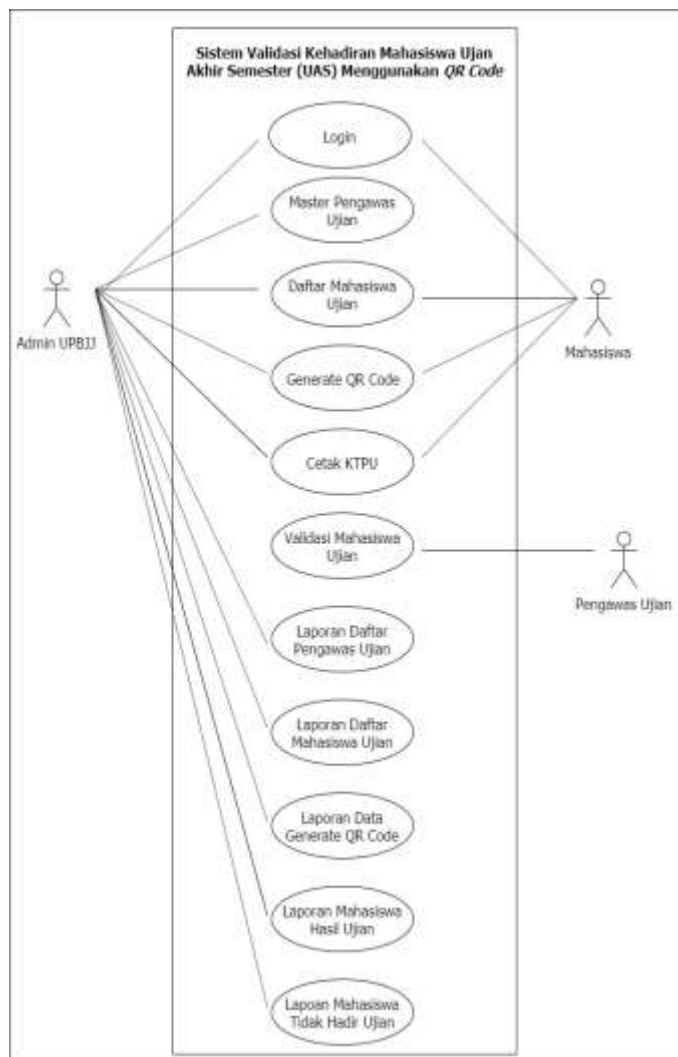 Sistem Validasi Kehadiran Mahasiswa Ujan
Akhir Semester (UAS) Menggunakan QR Code
Login
Master Pengawas
Ujian
Daftar Mahasiswa
Ujian
Admin UPBJJ
Mahasiswa
Generate QR Code
Cetak KTPU
Validasi Mahasiswa
Ujian
Pengawas Ujian
Laporan Daftar
Pengawas Ujian
Laporan Daftar
Mahasiswa Ujian
Laporan Data
Generate QR Code
Laporan Mahasiswa
Hasil Ujian
Lapoan Mahasiswa
Tidak Hadir Ujian